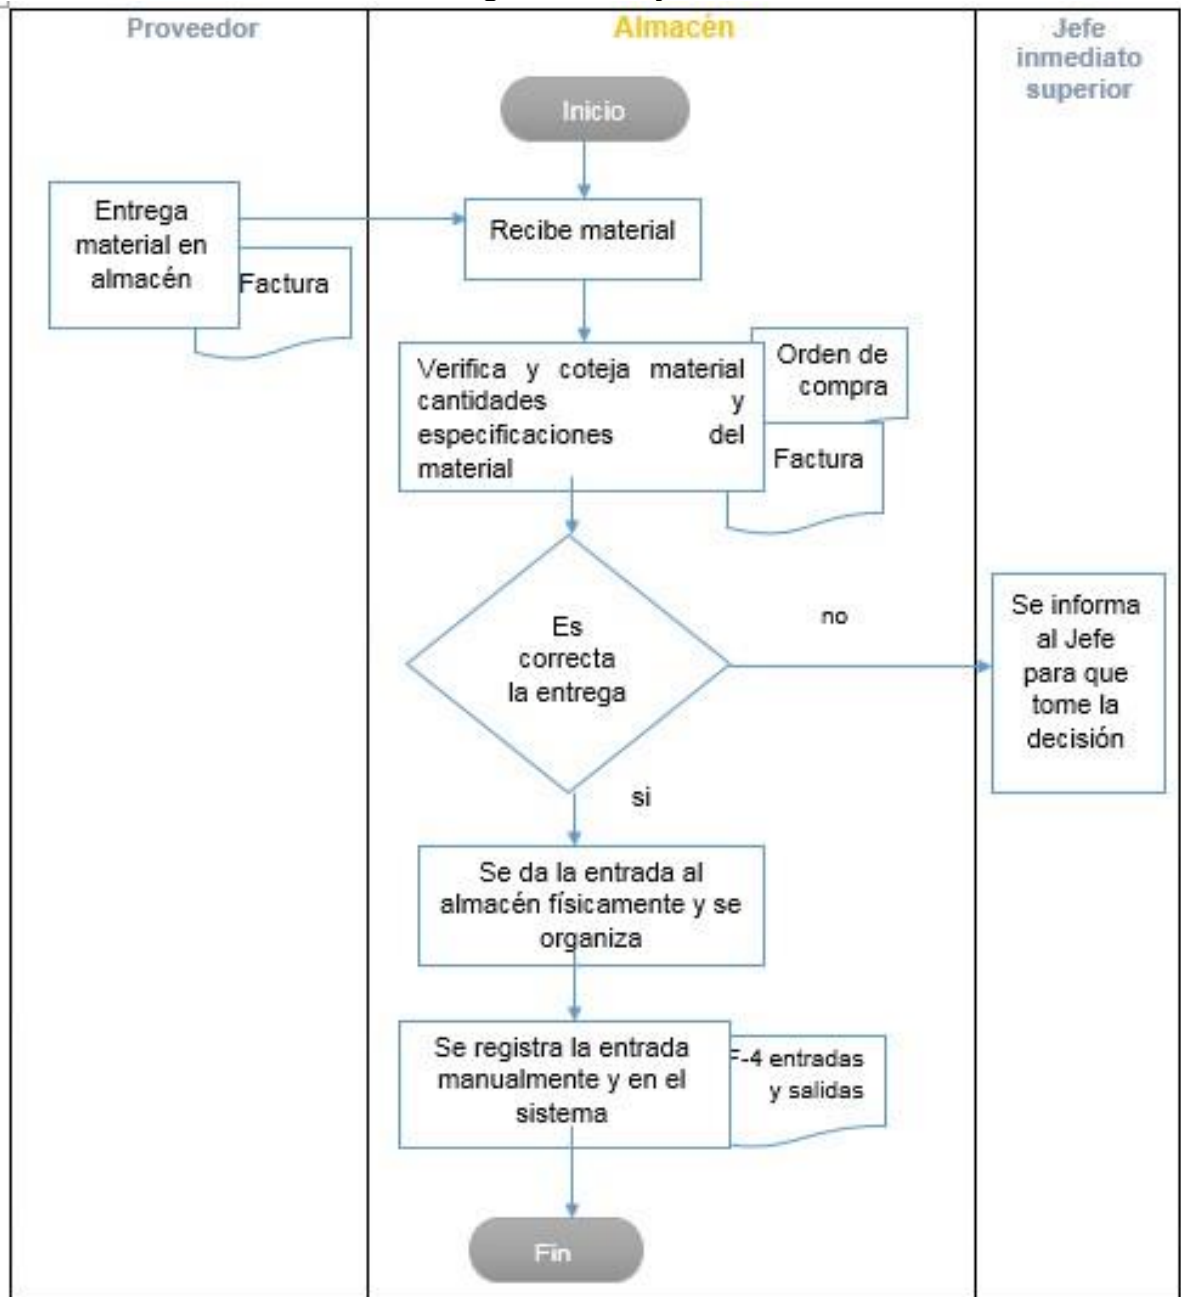 Proveedor
Almacén
Jefe
inmediato
superior
Inicio
Entrega
material en
almacén
Factura
Recibe material
Verifica y coteja material
cantidades y
especificaciones del
material
Orden de
compra
Factura
Es
correcta
la entrega
no
Se informa
al Jefe
para que
tome la
decisión
si
Se da la entrada al
almacén físicamente y se
organiza
Se registra la entrada
manualmente y en el
sistema
F-4 entradas
y salidas
Fin